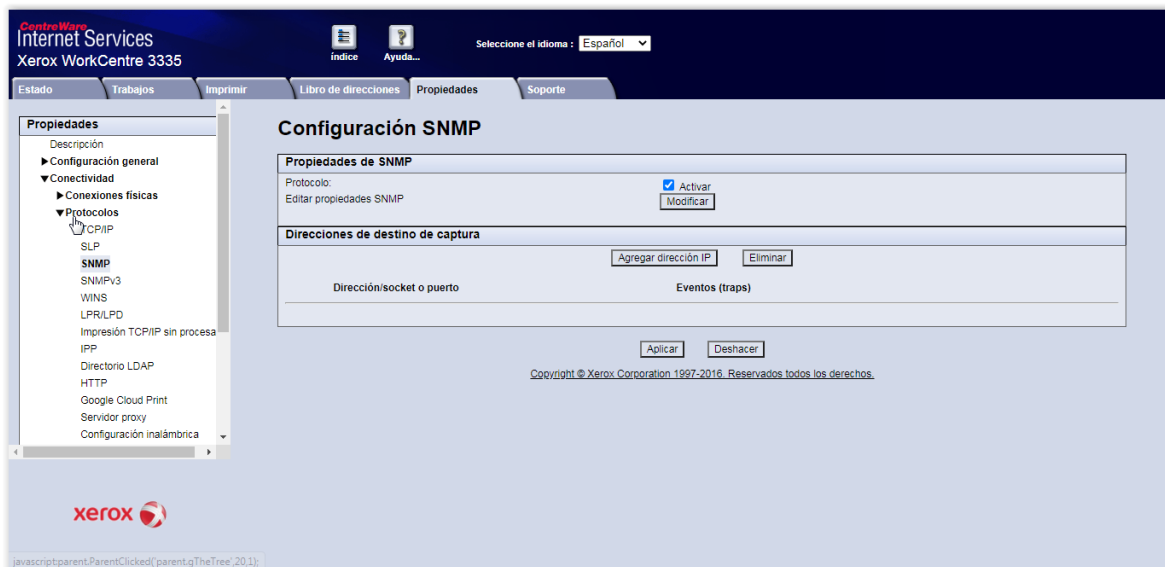 CentreWare
Internet Services
Xerox WorkCentre 3335
índice
Ayuda...
Seleccione el idioma : Español
Estado
Trabajos
Imprimir
Libro de direcciones
Propiedades
Soporte
Propiedades
Descripción
Configuración general
Conectividad
Conexiones físicas
Protocolos
TCP/IP
SLP
SNMP
SNMPv3
WINS
LPR/LPD
Impresión TCP/IP sin procesa
IPP
Directorio LDAP
HTTP
Google Cloud Print
Servidor proxy
Configuración inalámbrica
xerox
javascript:parent.ParentClicked('parent.gTheTree',20,1);
Configuración SNMP
Propiedades de SNMP
Protocolo:
Activar
Editar propiedades SNMP
Modificar
Direcciones de destino de captura
Agregar dirección IP
Eliminar
Dirección/socket o puerto
Eventos (traps)
Aplicar
Deshacer
Copyright © Xerox Corporation 1997-2016. Reservados todos los derechos.